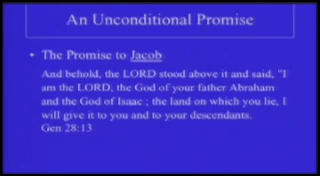 An Unconditional Promise
• The Promise to Jacob
And behold, the LORD stood above it and said, "I
am the LORD, the God of your father Abraham
and the God of Isaac ; the land on which you lie, I
will give it to you and to your descendants.
Gen 28:13